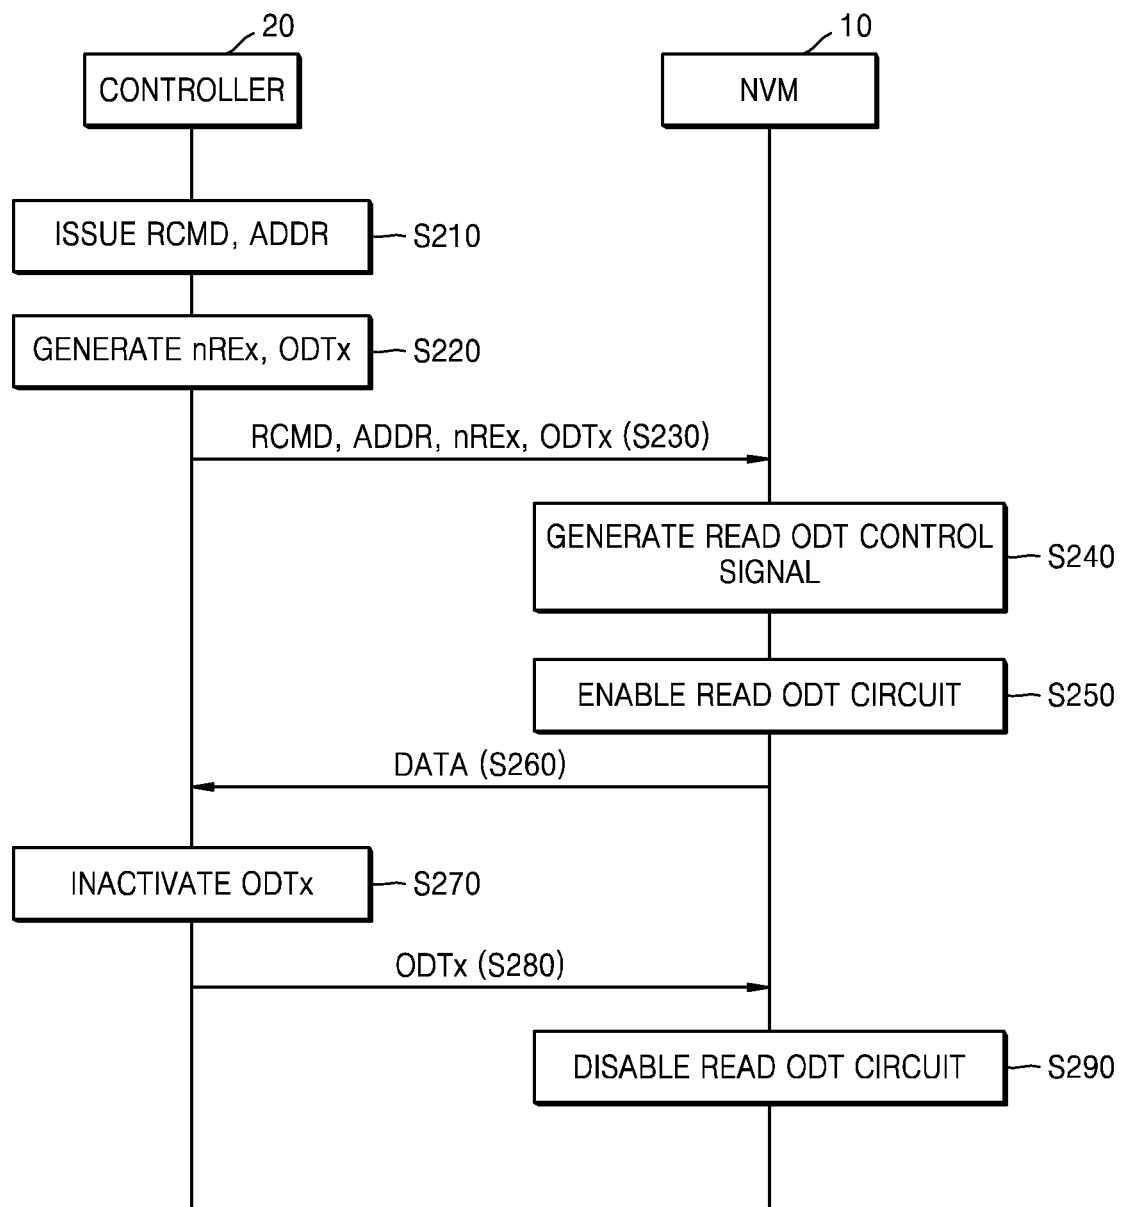 20
10
CONTROLLER
NVM
ISSUE RCMD, ADDR
S210
GENERATE nREx, ODTx
S220
RCMD, ADDR, nREx, ODTx (S230)
GENERATE READ ODT CONTROL
SIGNAL
S240
ENABLE READ ODT CIRCUIT
S250
DATA (S260)
INACTIVATE ODTx
S270
ODTx (S280)
DISABLE READ ODT CIRCUIT
S290